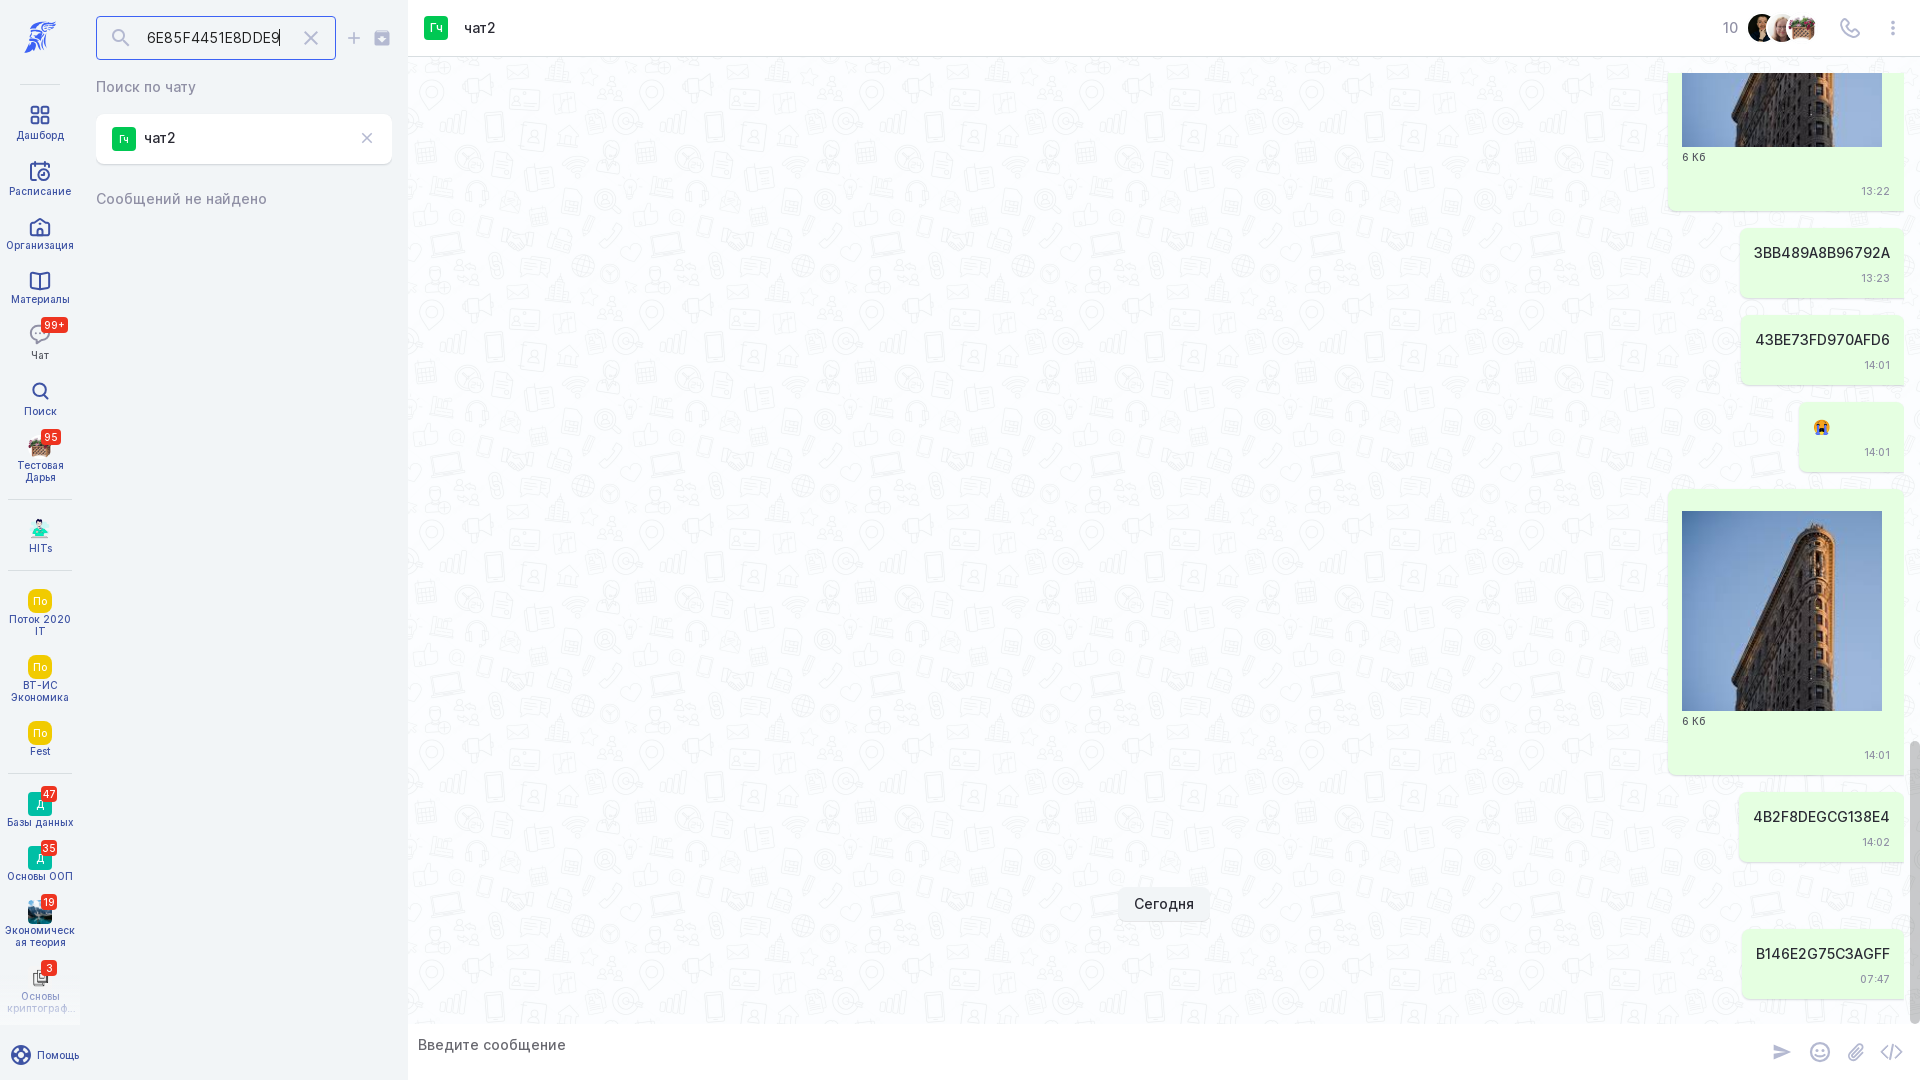 6E85F4451E8DDE9
Поиск по чату
Гч
чат2
Сообщений не найдено
Дашборд
Расписание
Организация
Материалы
99+
Чат
Поиск
95
Тестовая
Дарья
HITs
По
Поток 2020
IT
По
ВТ-ИС
Экономика
По
Fest
47
Д
Базы данных
35
Д
Основы ООП
19
Экономическ
ая теория
3
Основы
криптограф...
Помощь
Гч
чат2
10
6 Кб
13:22
3BB489A8B96792A
13:23
43BE73FD970AFD6
14:01
14:01
6 Кб
14:01
4B2F8DEGCG138E4
14:02
Сегодня
B146E2G75C3AGFF
07:47
Введите сообщение